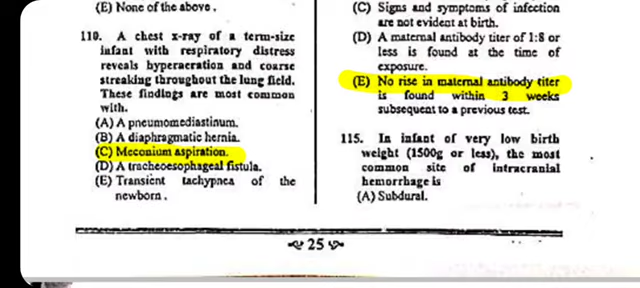 (E) None of the above.
110. A chest x-ray of a term-size
infant with respiratory distress
reveals hyperaeration and coarse
streaking throughout the lung field.
These findings are most common
with.
(A) A pneumomediastinum.
(B) A diaphragmatic hernia.
(C) Meconium aspiration.
(D) A tracheoesophageal fistula.
(E) Transient tachypnea of the
newborn.
(C) Signs and symptoms of infection
are not evident at birth.
(D) A maternal antibody titer of 1:8 or
less is found at the time of
exposure.
(E) No rise in maternal antibody titer
is found within 3 weeks
subsequent to a previous test.
115. In infant of very low birth
weight (1500g or less), the most
common site of intracranial
hemorrhage is
(A) Subdural.
25